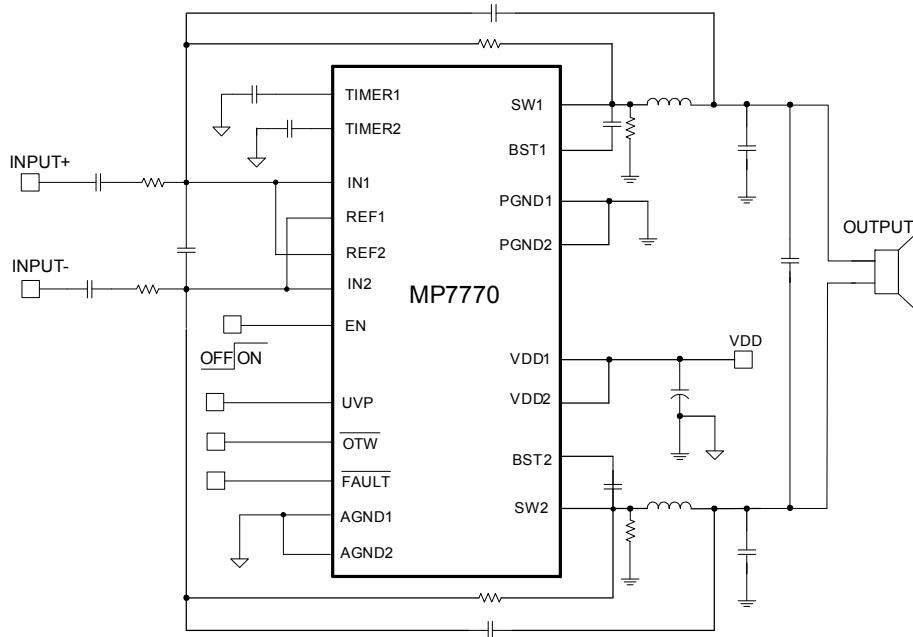 TIMER1
TIMER2
INPUT+
IN1
REF1
REF2
INPUT-
IN2
EN
OFF ON
UVP
OTW
FAULT
AGND1
AGND2
MP7770
SW1
BST1
PGND1
PGND2
VDD1
VDD2
BST2
SW2
OUTPUT
VDD